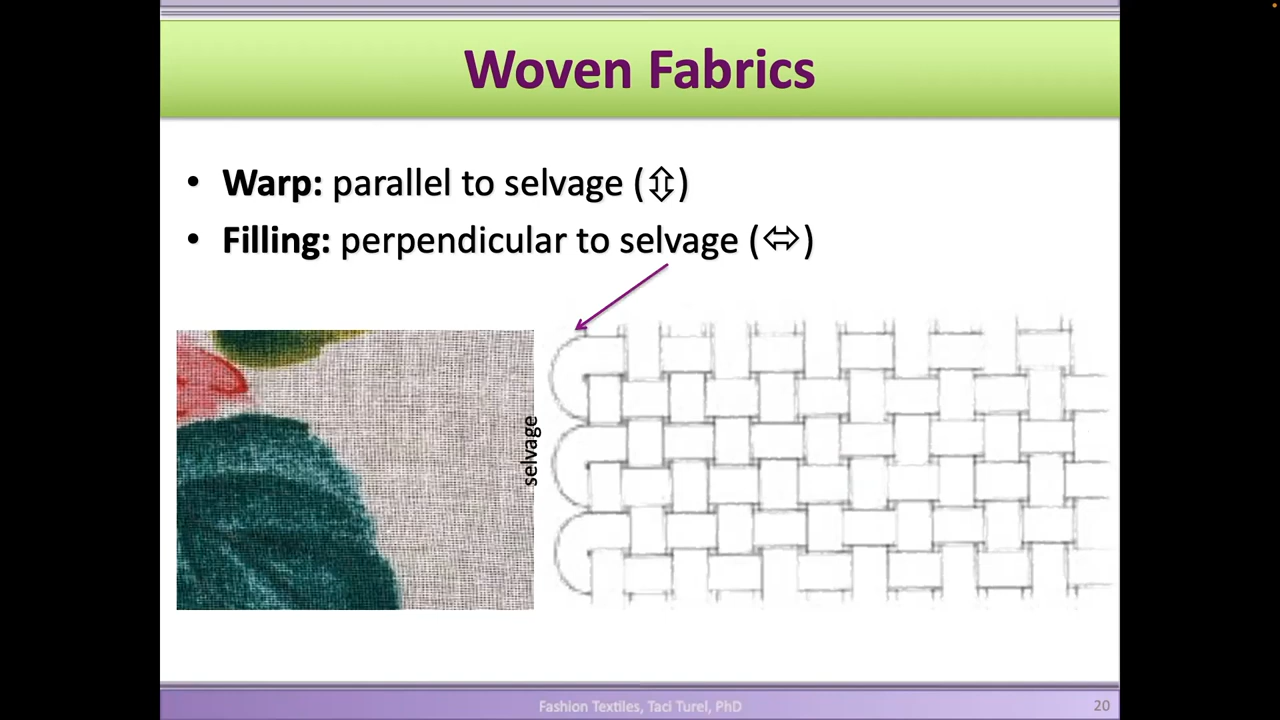 Woven Fabrics
• Warp: parallel to selvage (⇕)
• Filling: perpendicular to selvage (⇔)
selvage
Fashion Textiles, Taci Turel, PhD
20